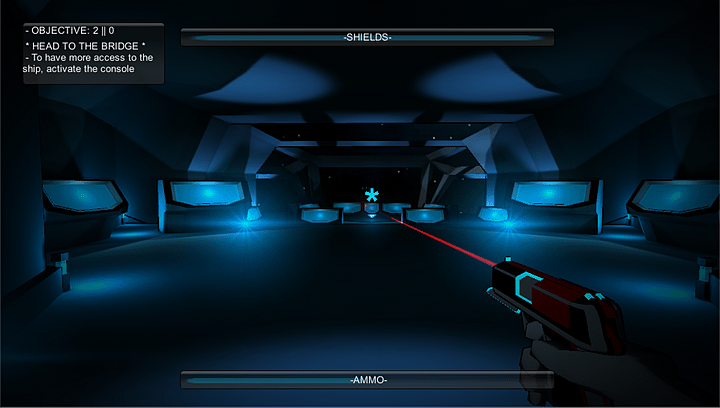 - OBJECTIVE: 2 || 0
* HEAD TO THE BRIDGE *
- To have more access to the
ship, activate the console
-SHIELDS-
*
-AMMO-